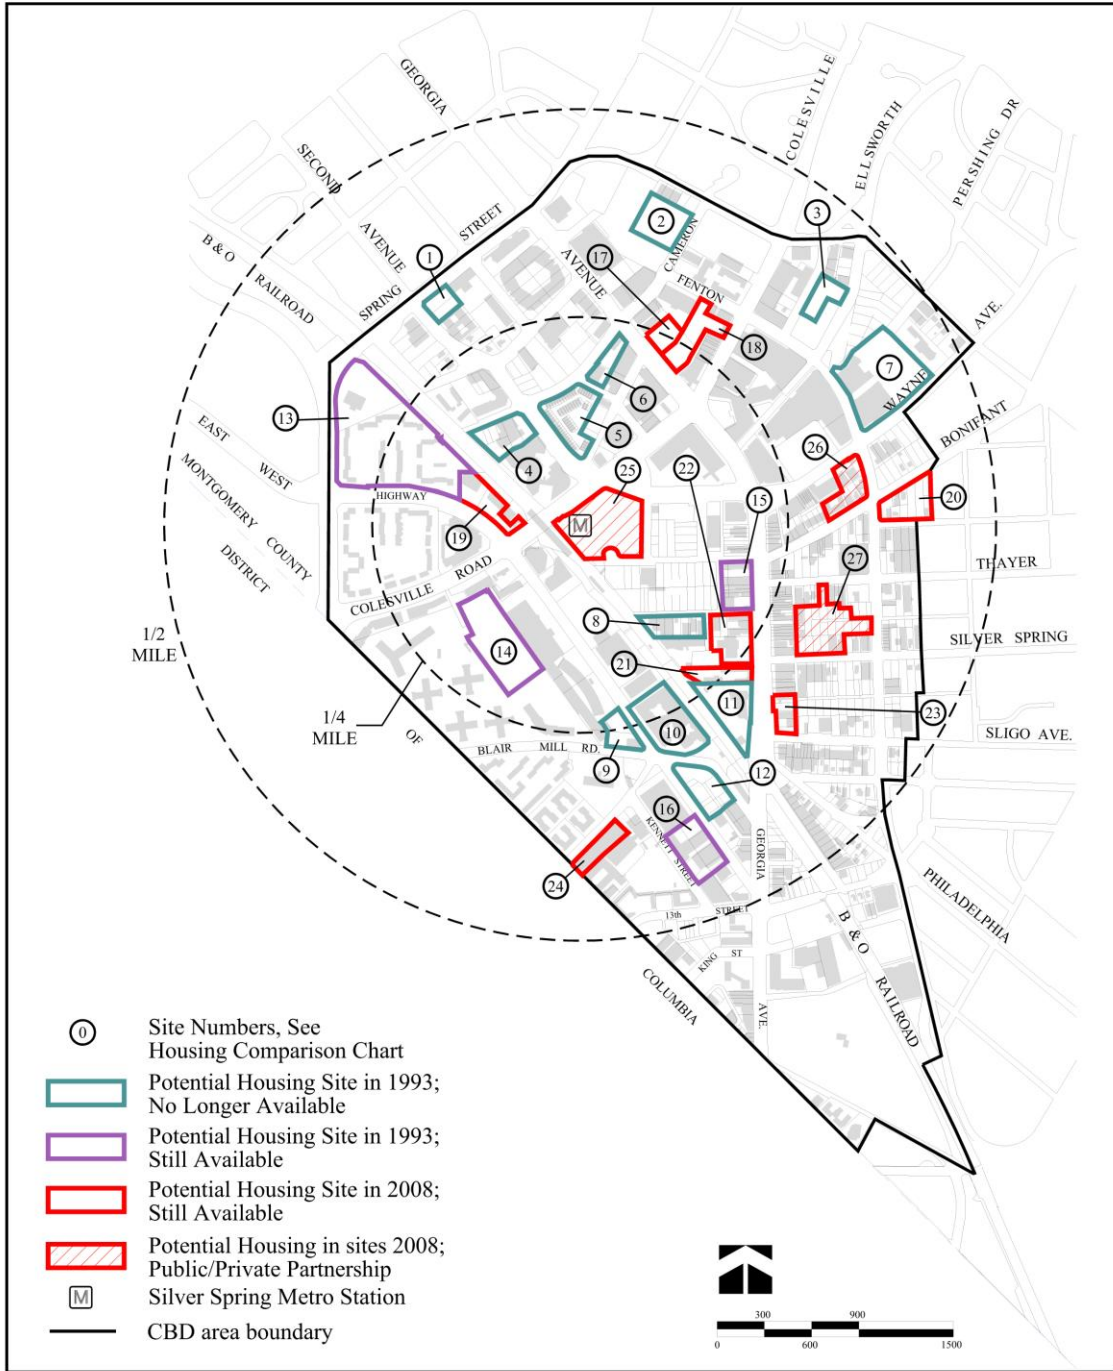 GEORGIA
COLESVILLE
ELLSWORTH
PERSHING DR
SECOND
AVENUE
STREET
SPRING
B & O
RAILROAD
AVENUE
CAMERON
FENTON
1
2
3
17
18
7
WAYNE
AVE.
BONIFANT
6
5
4
13
EAST
WEST
HIGHWAY
MONTGOMERY
COUNTY
DISTRICT
OF
COLUMBIA
19
25
M
22
15
26
20
27
THAYER
COLESVILLE
ROAD
8
SILVER SPRING
14
21
11
23
SLIGO AVE.
1/2
MILE
1/4
MILE
10
9
BLAIR
MILL
RD.
12
16
KENNETT
STREET
GEORGIA
AVE.
24
13th
STREET
KING
ST
B & O
RAILROAD
PHILADELPHIA
0
Site Numbers, See
Housing Comparison Chart
Potential Housing Site in 1993;
No Longer Available
Potential Housing Site in 1993;
Still Available
Potential Housing Site in 2008;
Still Available
Potential Housing in sites 2008;
Public/Private Partnership
M
Silver Spring Metro Station
CBD area boundary
300
900
0
600
1500